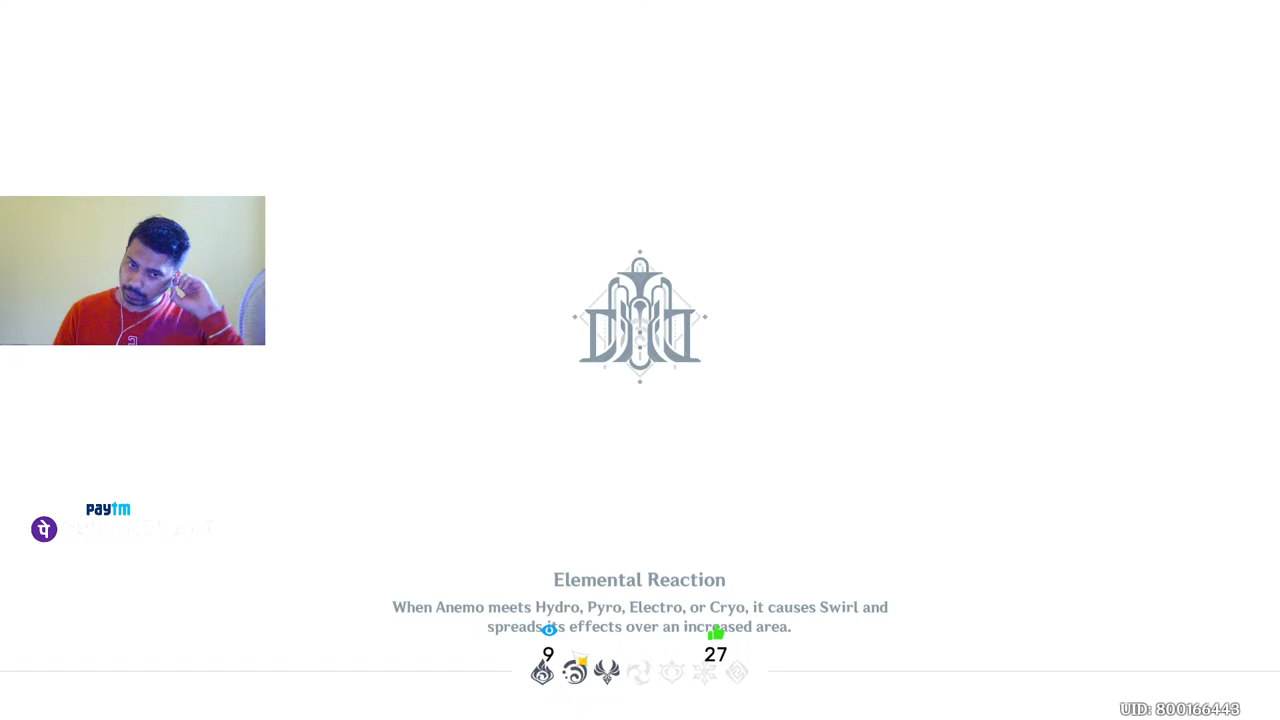 paytm
पे
Elemental Reaction
When Anemo meets Hydro, Pyro, Electro, or Cryo, it causes Swirl and
spreads its effects over an increased area.
9
27
UID: 800166443